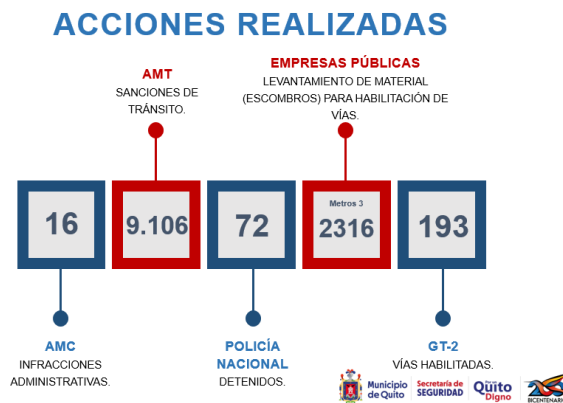 ACCIONES REALIZADAS
AMT
SANCIONES DE
TRÁNSITO.
EMPRESAS PÚBLICAS
LEVANTAMIENTO DE MATERIAL
(ESCOMBROS) PARA HABILITACIÓN DE
VÍAS.
16
9.106
72
Metros 3
2316
193
AMC
INFRACCIONES
ADMINISTRATIVAS.
POLICÍA
NACIONAL
DETENIDOS.
GT-2
VÍAS HABILITADAS.
Municipio
de Quito
Secretaría de
SEGURIDAD
Quito
Digno
BICENTENARIO